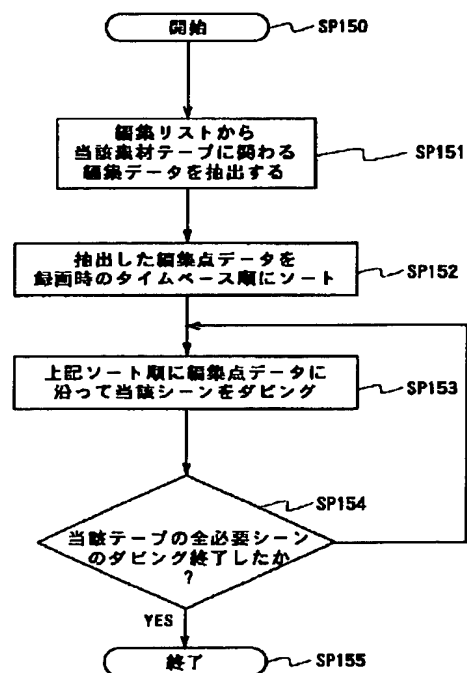 開始
SP150
編集リストから
当該素材テープに関わる
編集データを抽出する
SP151
抽出した編集点データを
録画時のタイムベース順にソート
SP152
上記ソート順に編集点データに
沿って当該シーンをダビング
SP153
SP154
当該テープの全必要シーン
のダビング終了したか
?
YES
終了
SP155